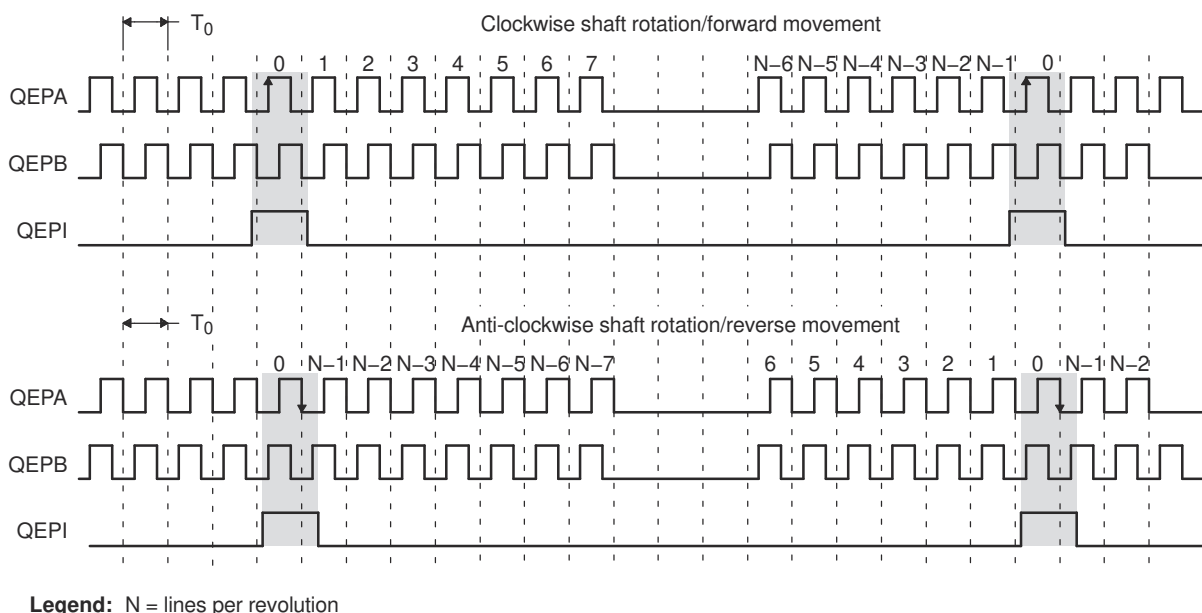 T0 Clockwise shaft rotation/forward movement
0 1 2 3 4 5 6 7 N–6 N–5 N–4 N–3 N–2 N–1 0
QEPA
QEPB
QEPI
T0 Anti-clockwise shaft rotation/reverse movement
0 N–1 N–2 N–3 N–4 N–5 N–6 N–7 6 5 4 3 2 1 0 N–1 N–2
QEPA
QEPB
QEPI
Legend: N = lines per revolution